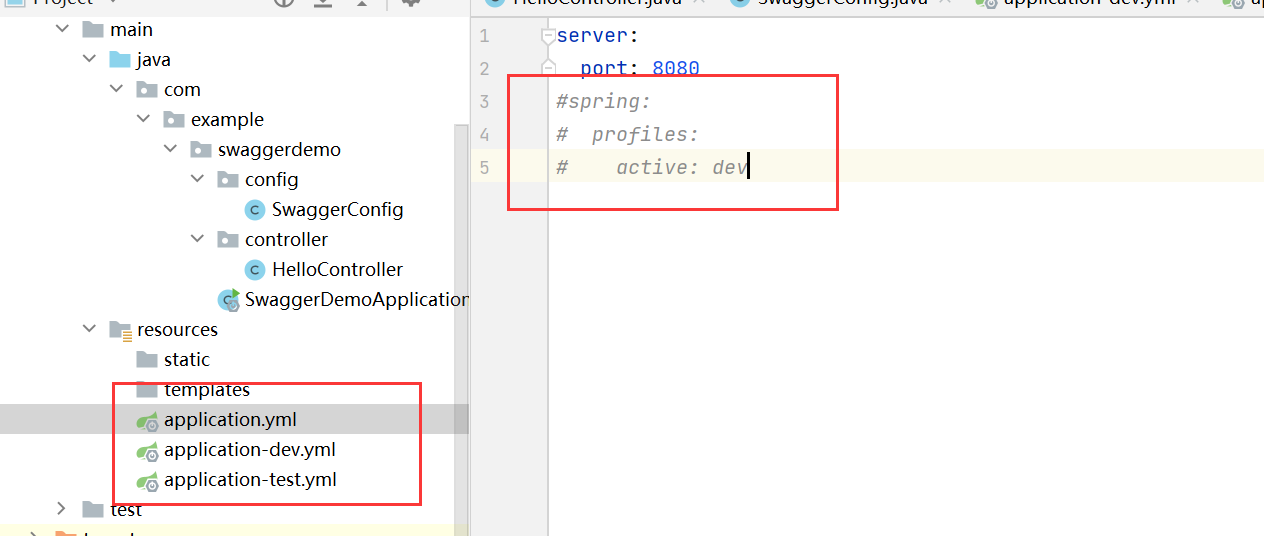 Project
HelloController.java
SwaggerConfig.java
application-dev.yml
main
java
com
example
swaggerdemo
config
SwaggerConfig
controller
HelloController
SwaggerDemoApplication
resources
static
templates
application.yml
application-dev.yml
application-test.yml
test
1 server:
2 port: 8080
3 #spring:
4 # profiles:
5 # active: dev